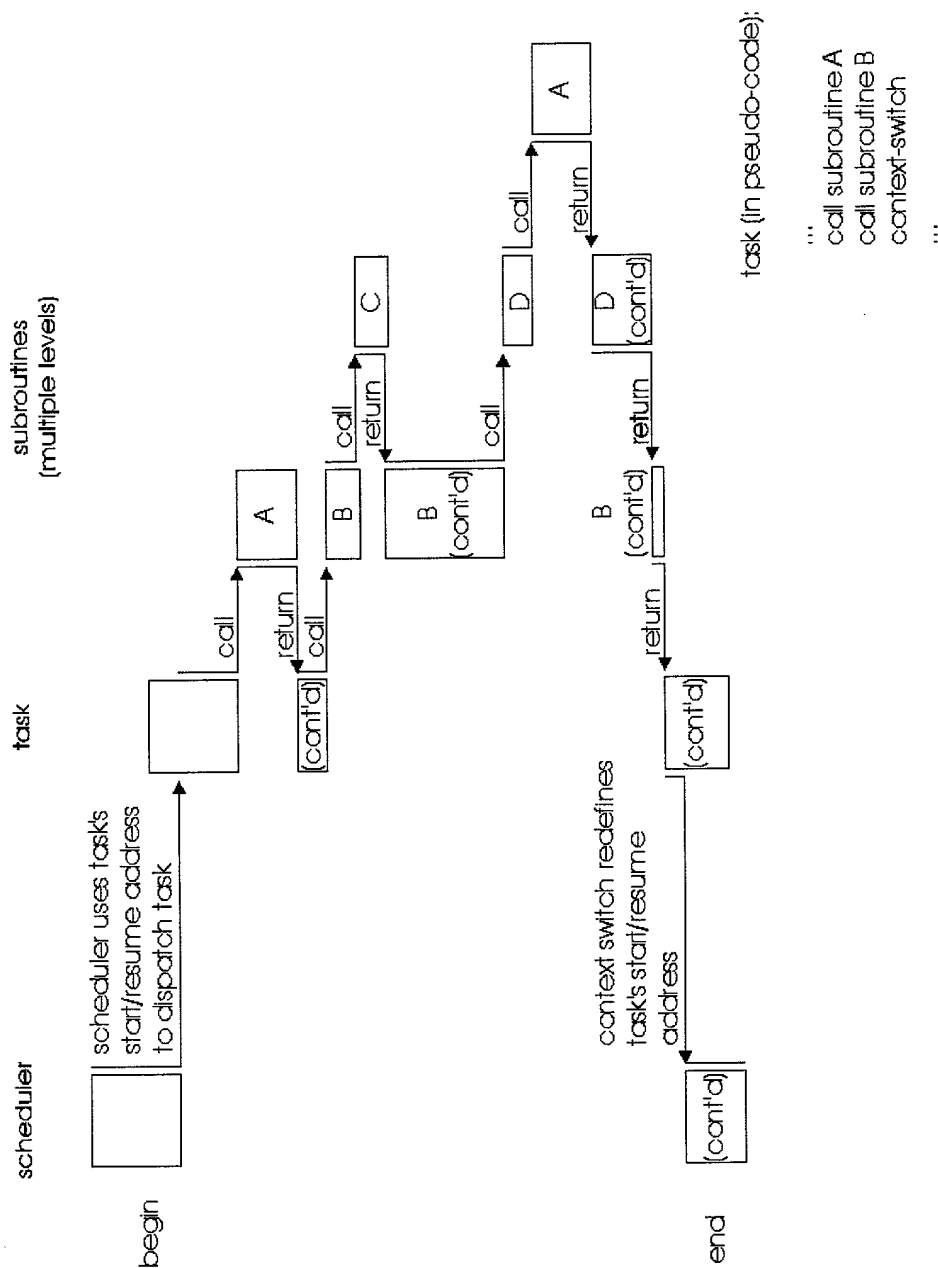 scheduler
task
subroutines
(multiple levels)
begin
scheduler uses task's
start/resume address
to dispatch task
call
A
return
(cont'd)
call
B
call
C
return
B
(cont'd)
call
D
call
A
return
D
(cont'd)
return
B
(cont'd)
return
(cont'd)
context switch redefines
task's start/resume
address
(cont'd)
end
task (in pseudo-code):
...
call subroutine A
call subroutine B
context-switch
...